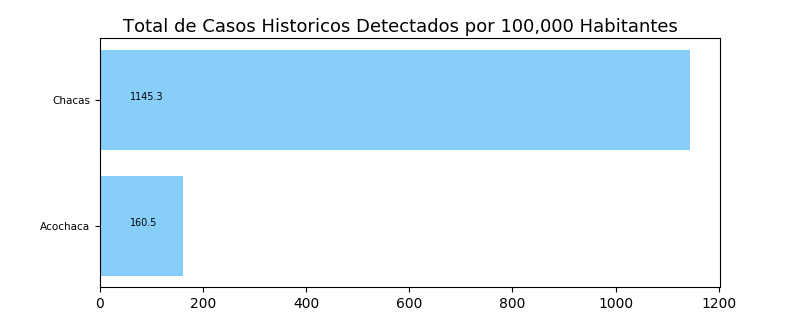 Total de Casos Historicos Detectados por 100,000 Habitantes
Chacas 1145.3
Acochaca 160.5
0 200 400 600 800 1000 1200